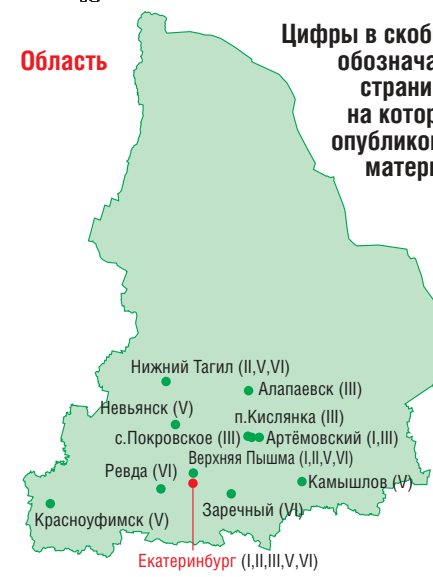 Область
Цифры в скоб
обознача
страни
на котор
опубликов
матери
Нижний Тагил (II,V,VI)
Алапаевск (III)
Невьянск (V)
п.Кислянка (III)
с.Покровское (III)
Артёмовский (I,III)
Верхняя Пышма (I,II,V,VI)
Ревда (VI)
Камышлов (V)
Заречный (VI)
Красноуфимск (V)
Екатеринбург (I,II,III,V,VI)